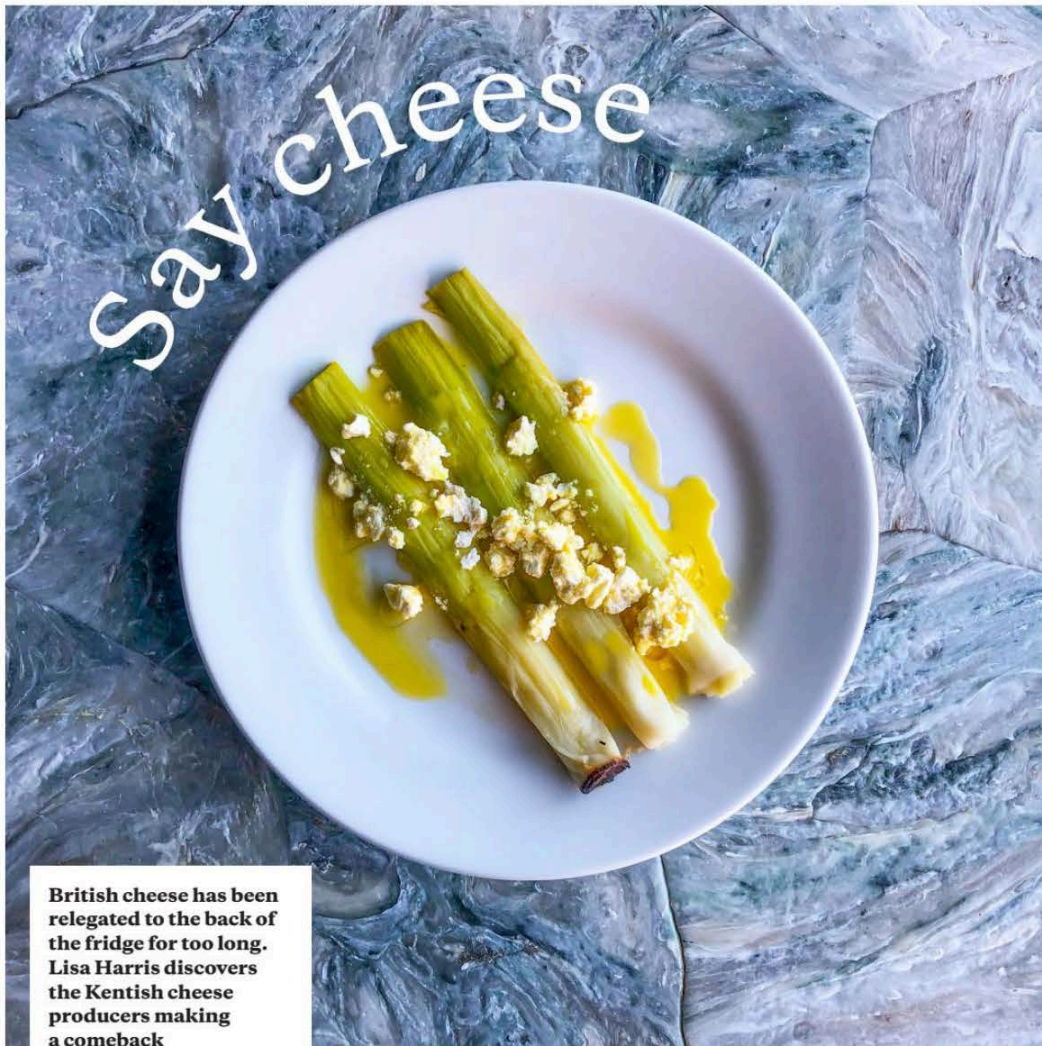 Say cheese
British cheese has been
relegated to the back of
the fridge for too long.
Lisa Harris discovers
the Kentish cheese
producers making
a comeback